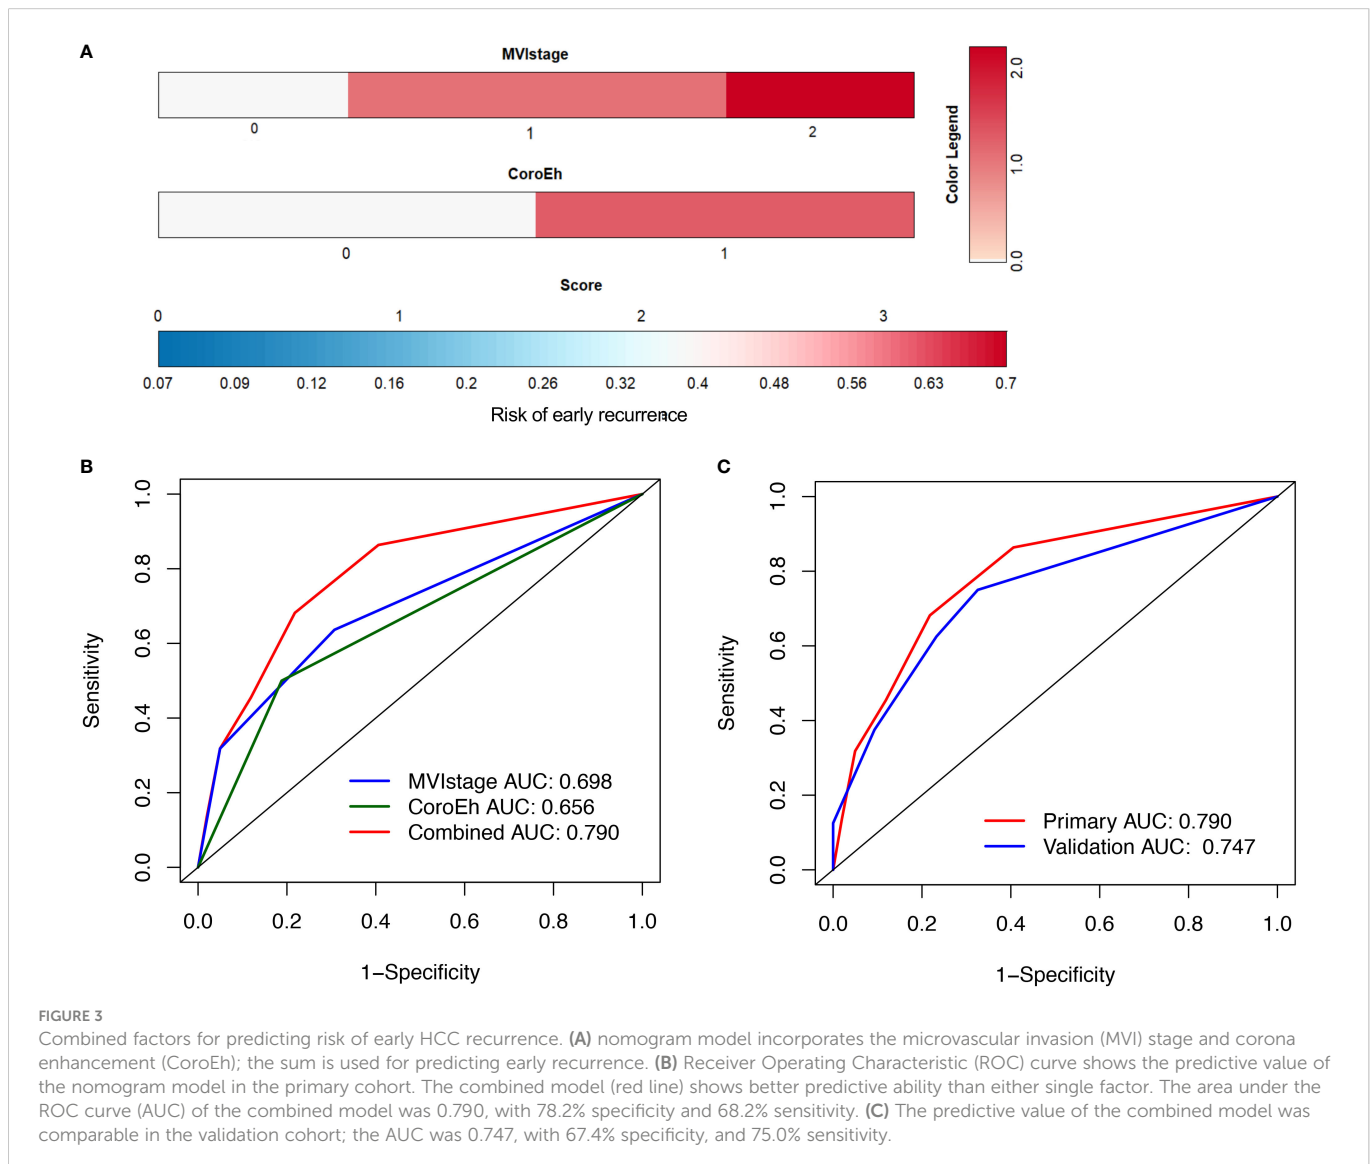 A
MVIstage
0 1 2
CoroEh
0 1
Color Legend
0.0 1.0 2.0
Score
0 1 2 3
0.07 0.09 0.12 0.16 0.2 0.26 0.32 0.4 0.48 0.56 0.63 0.7
Risk of early recurrence
B
Sensitivity
0.0 0.2 0.4 0.6 0.8 1.0
MVIstage AUC: 0.698
CoroEh AUC: 0.656
Combined AUC: 0.790
0.0 0.2 0.4 0.6 0.8 1.0
1−Specificity
C
Sensitivity
0.0 0.2 0.4 0.6 0.8 1.0
Primary AUC: 0.790
Validation AUC: 0.747
0.0 0.2 0.4 0.6 0.8 1.0
1−Specificity
FIGURE 3
Combined factors for predicting risk of early HCC recurrence. (A) nomogram model incorporates the microvascular invasion (MVI) stage and corona
enhancement (CoroEh); the sum is used for predicting early recurrence. (B) Receiver Operating Characteristic (ROC) curve shows the predictive value of
the nomogram model in the primary cohort. The combined model (red line) shows better predictive ability than either single factor. The area under the
ROC curve (AUC) of the combined model was 0.790, with 78.2% specificity and 68.2% sensitivity. (C) The predictive value of the combined model was
comparable in the validation cohort; the AUC was 0.747, with 67.4% specificity, and 75.0% sensitivity.